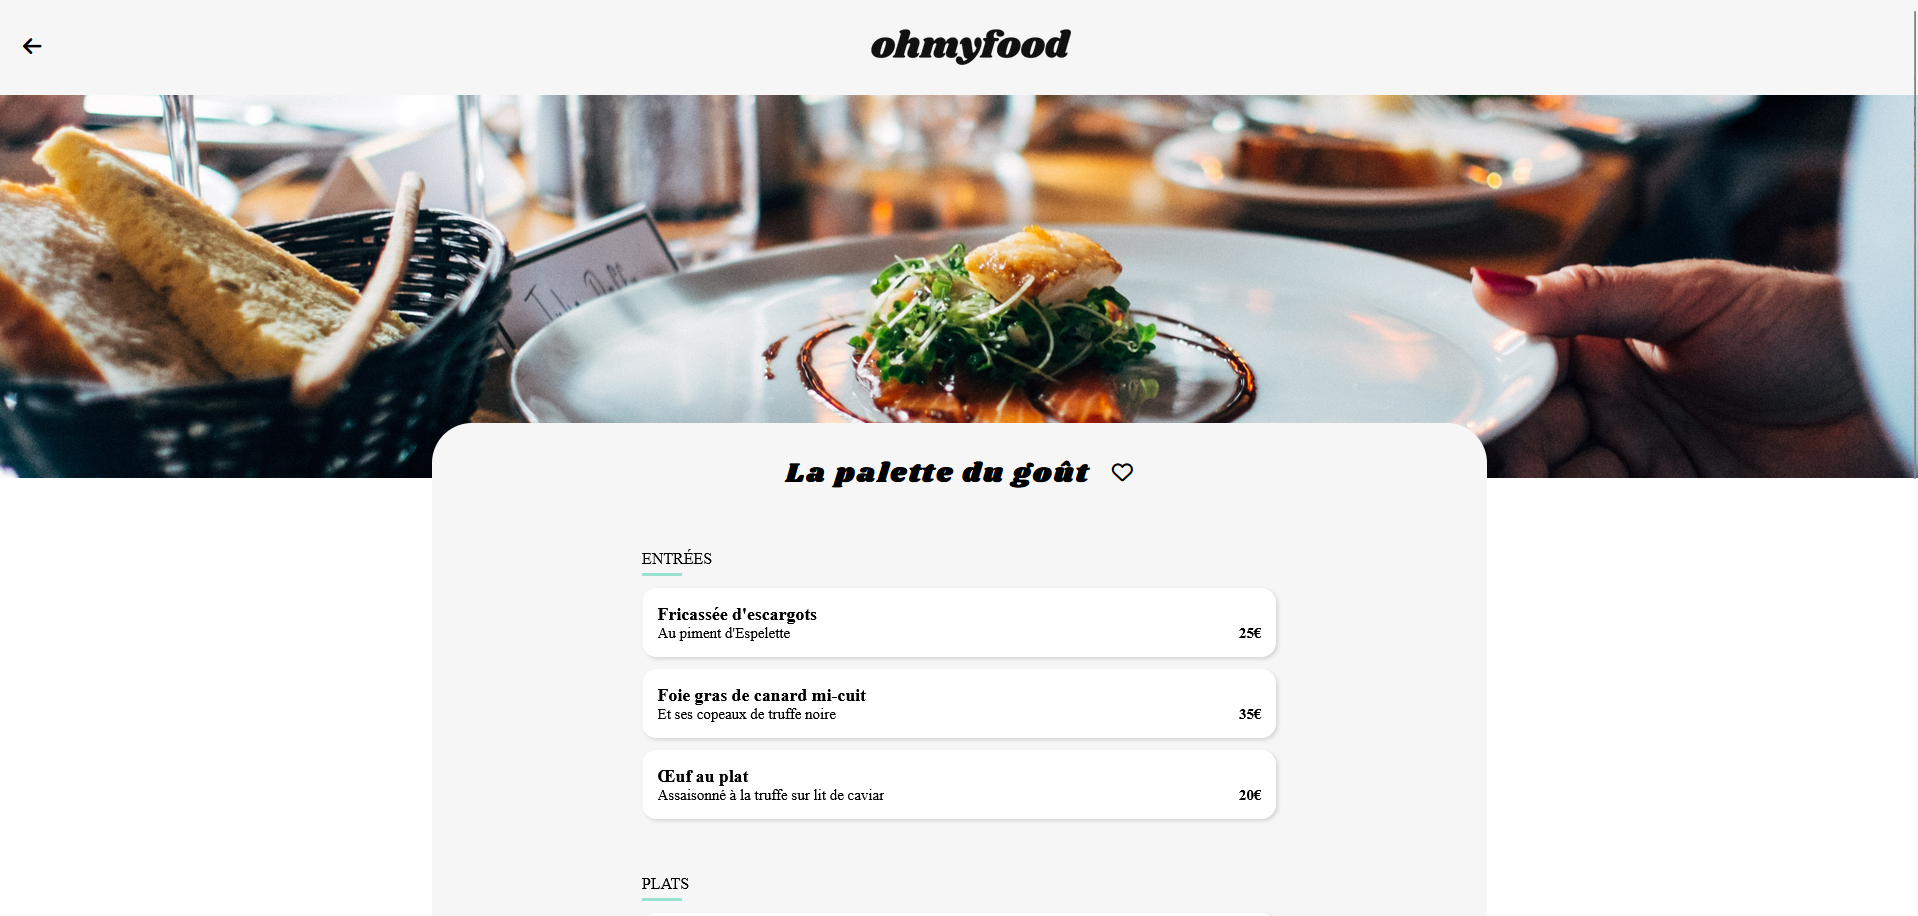 ohmyfood
La palette du goût
ENTRÉES
Fricassée d'escargots
Au piment d'Espelette
25€
Foie gras de canard mi-cuit
Et ses copeaux de truffe noire
35€
Œuf au plat
Assaisonné à la truffe sur lit de caviar
20€
PLATS